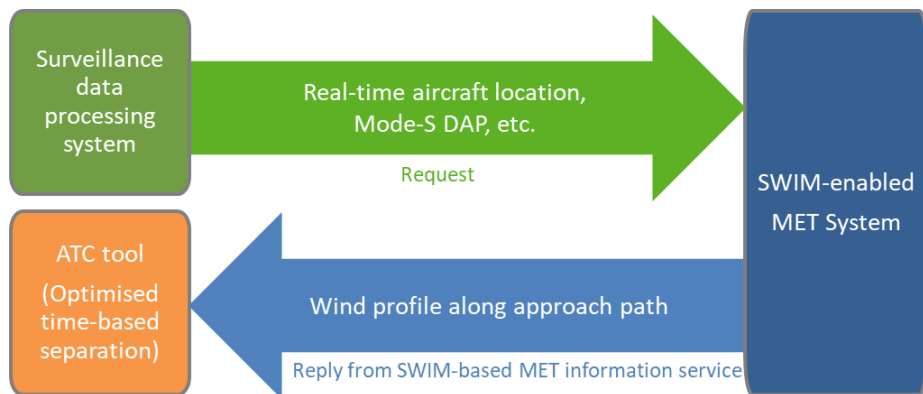 Surveillance
data
processing
system
Real-time aircraft location,
Mode-S DAP, etc.
Request
SWIM-enabled
MET System
ATC tool
(Optimised
time-based
separation)
Wind profile along approach path
Reply from SWIM-based MET information service